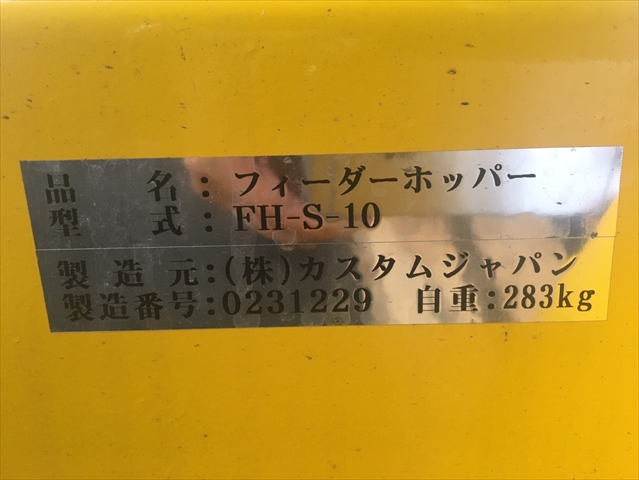 品名：フィーダーホッパー
型式：FH-S-10
製造元：(株)カスタムジャパン
製造番号：0231229 自重：283kg